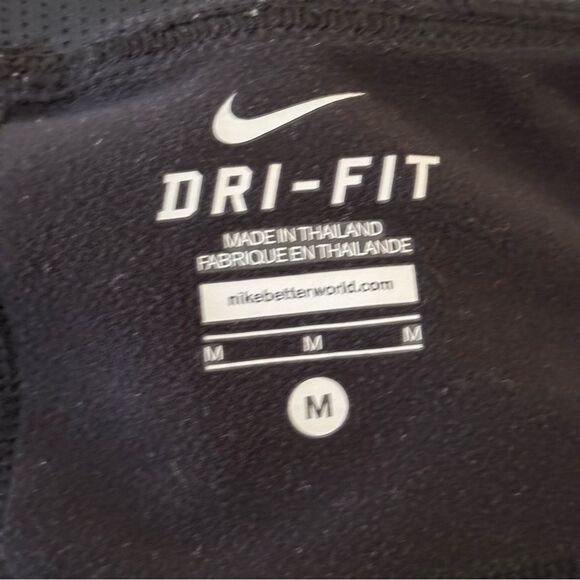 DRI-FIT
MADE IN THAILAND
FABRIQUE EN THAILANDE
nikebetterworld.com
M M M
M